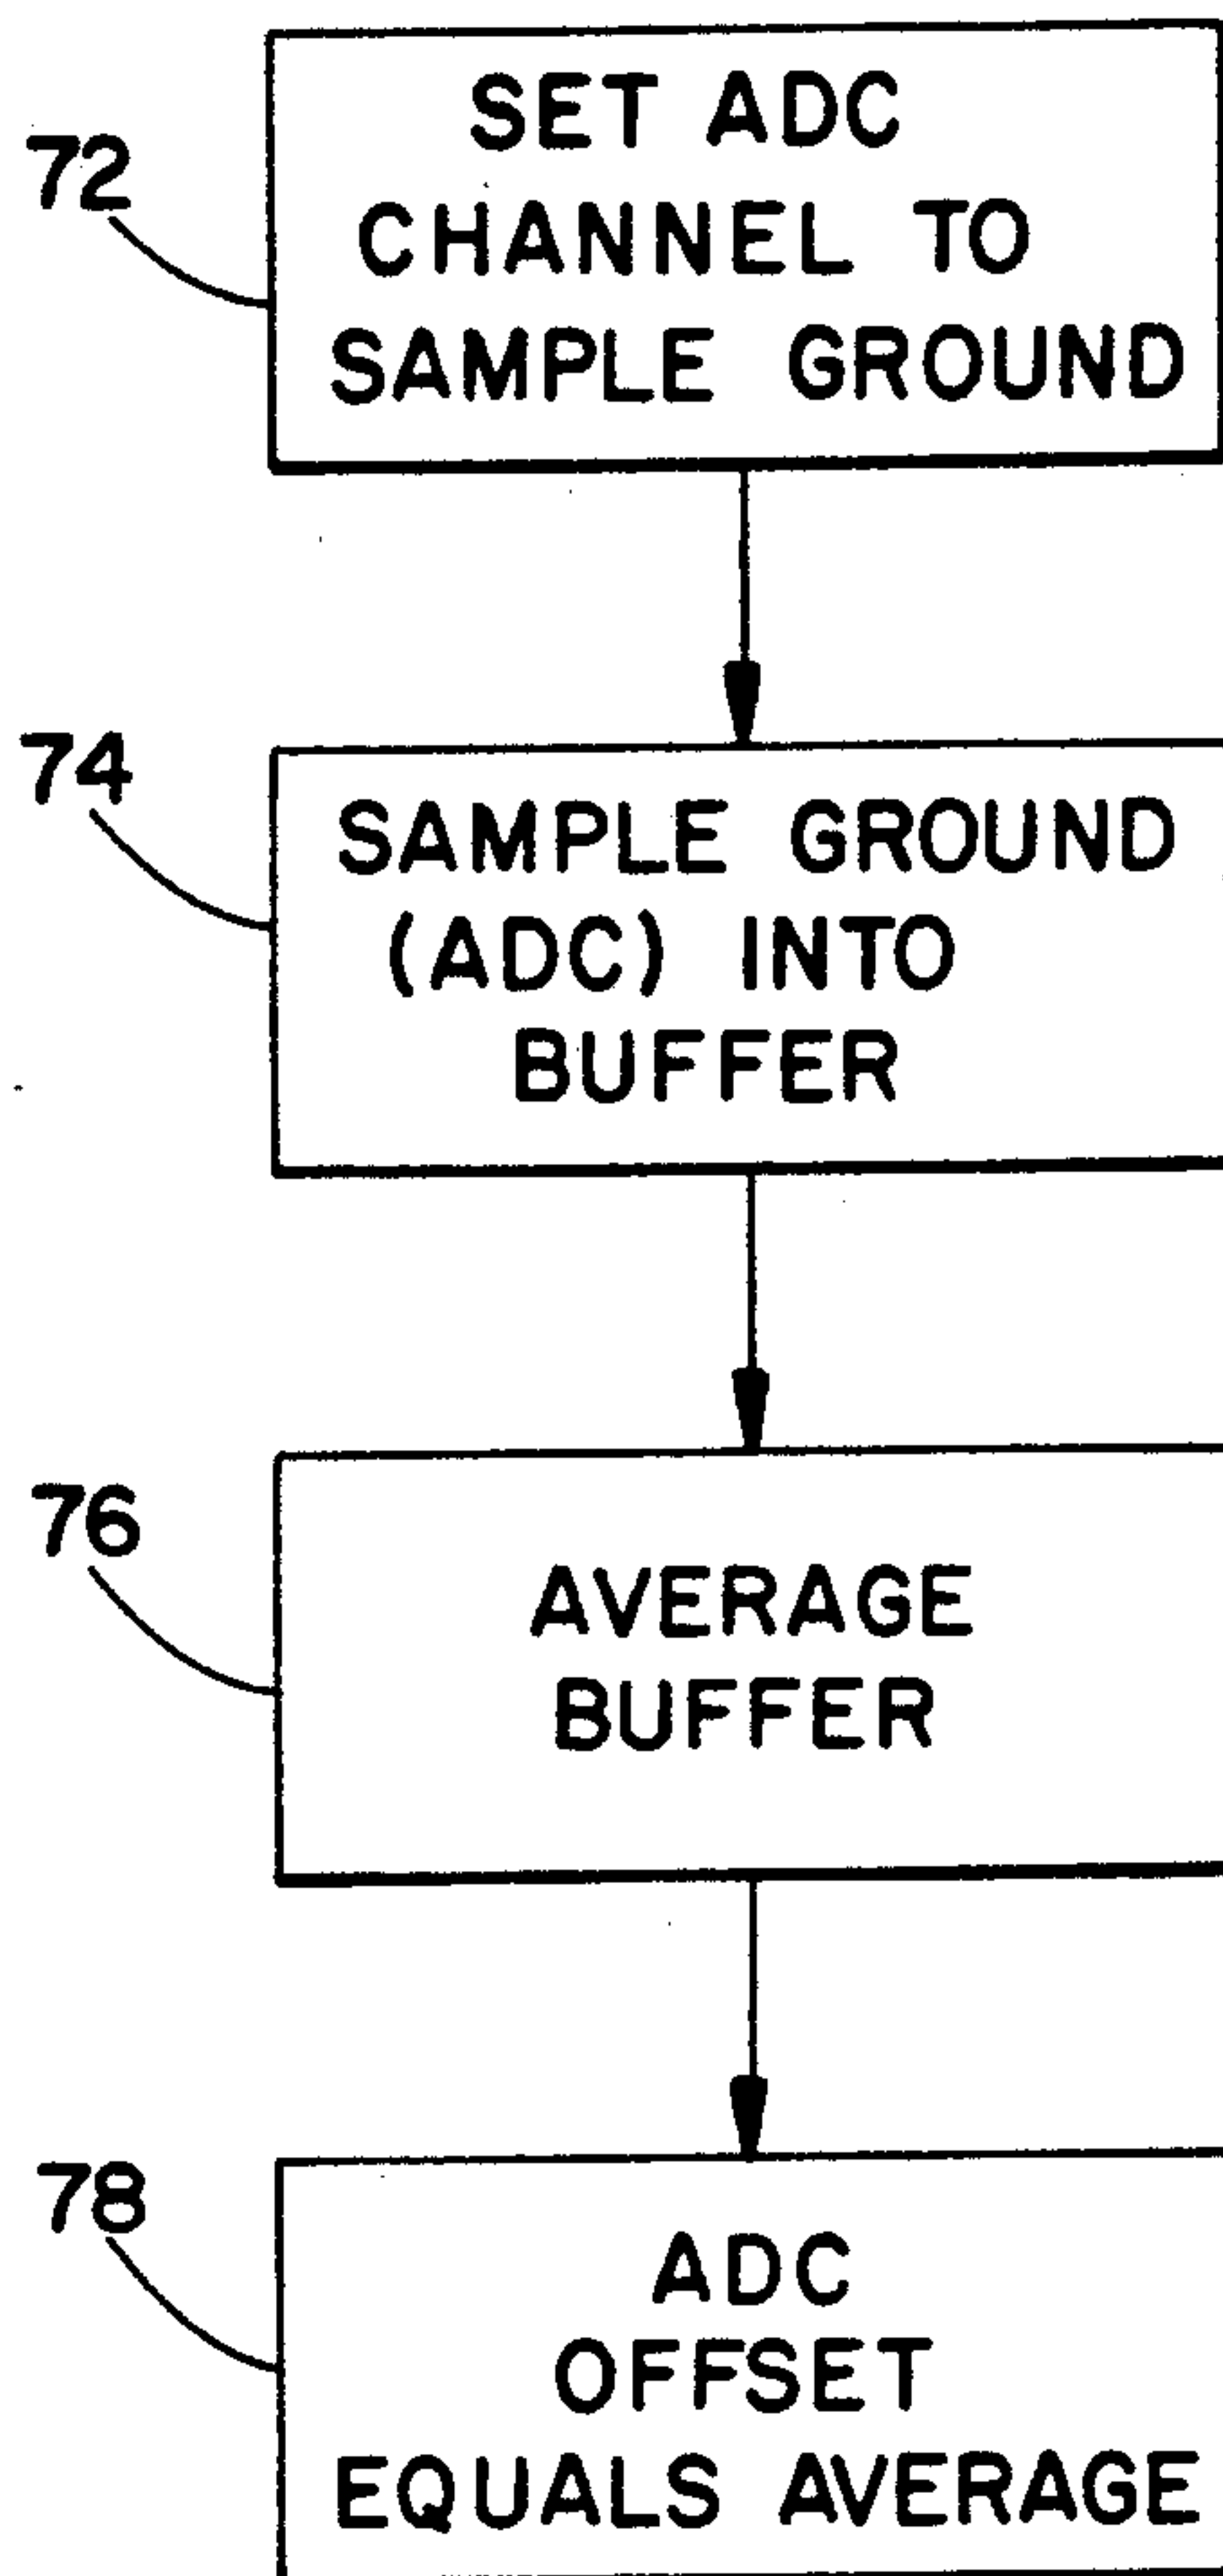 72
SET ADC
CHANNEL TO
SAMPLE GROUND
74
SAMPLE GROUND
(ADC) INTO
BUFFER
76
AVERAGE
BUFFER
78
ADC
OFFSET
EQUALS AVERAGE